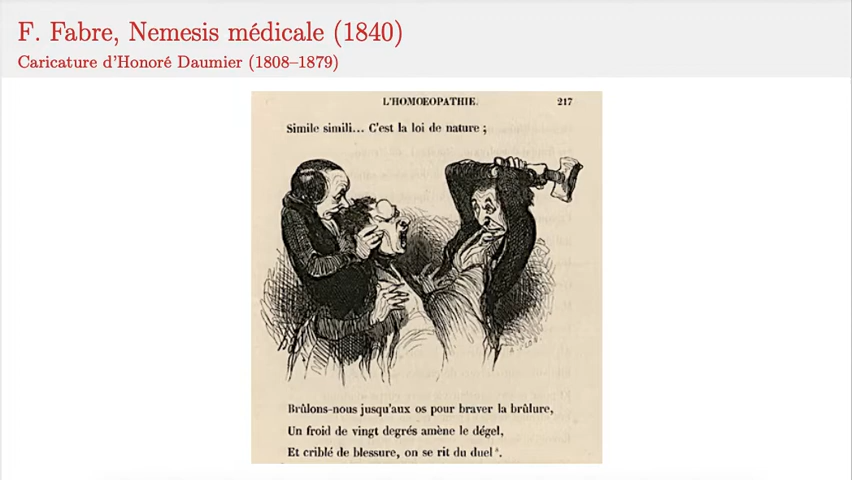 F. Fabre, Nemesis médicale (1840)
Caricature d'Honoré Daumier (1808–1879)
L'HOMŒOPATHIE. 217
Simile simili... C'est la loi de nature ;
Brûlons-nous jusqu'aux os pour braver la brûlure,
Un froid de vingt degrés amène le dégel,
Et criblé de blessure, on se rit du duel